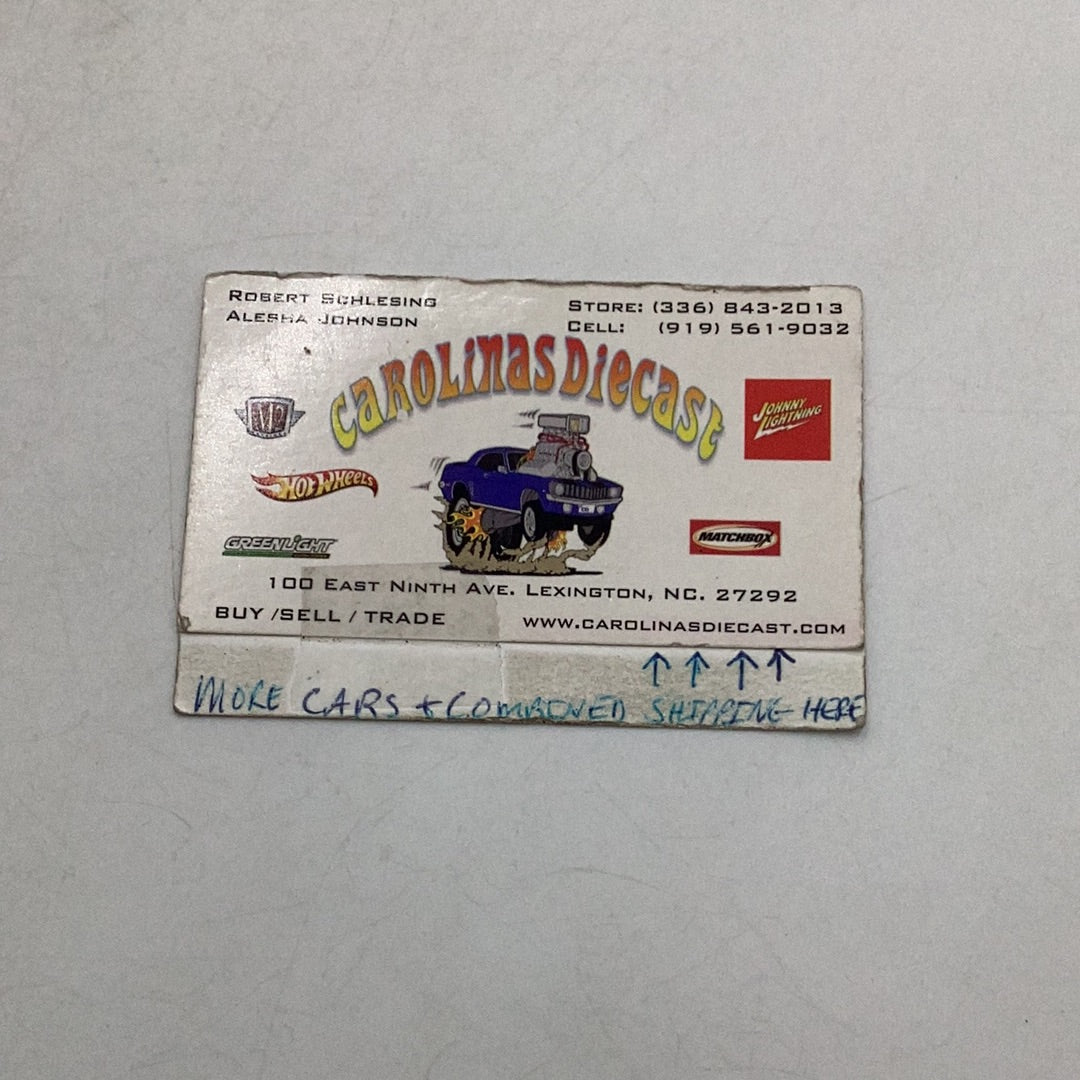 ROBERT SCHLESING
ALESHA JOHNSON
STORE: (336) 843-2013
CELL: (919) 561-9032
CAROLINAS DIECAST
M2
MACHINES
JOHNNY
LIGHTNING
HOT WHEELS
GREENLIGHT
MATCHBOX
100 EAST NINTH AVE. LEXINGTON, NC. 27292
BUY /SELL / TRADE
WWW.CAROLINASDIECAST.COM
↑ ↑ ↑ ↑
MORE CARS + COMBINED SHIPPING HERE